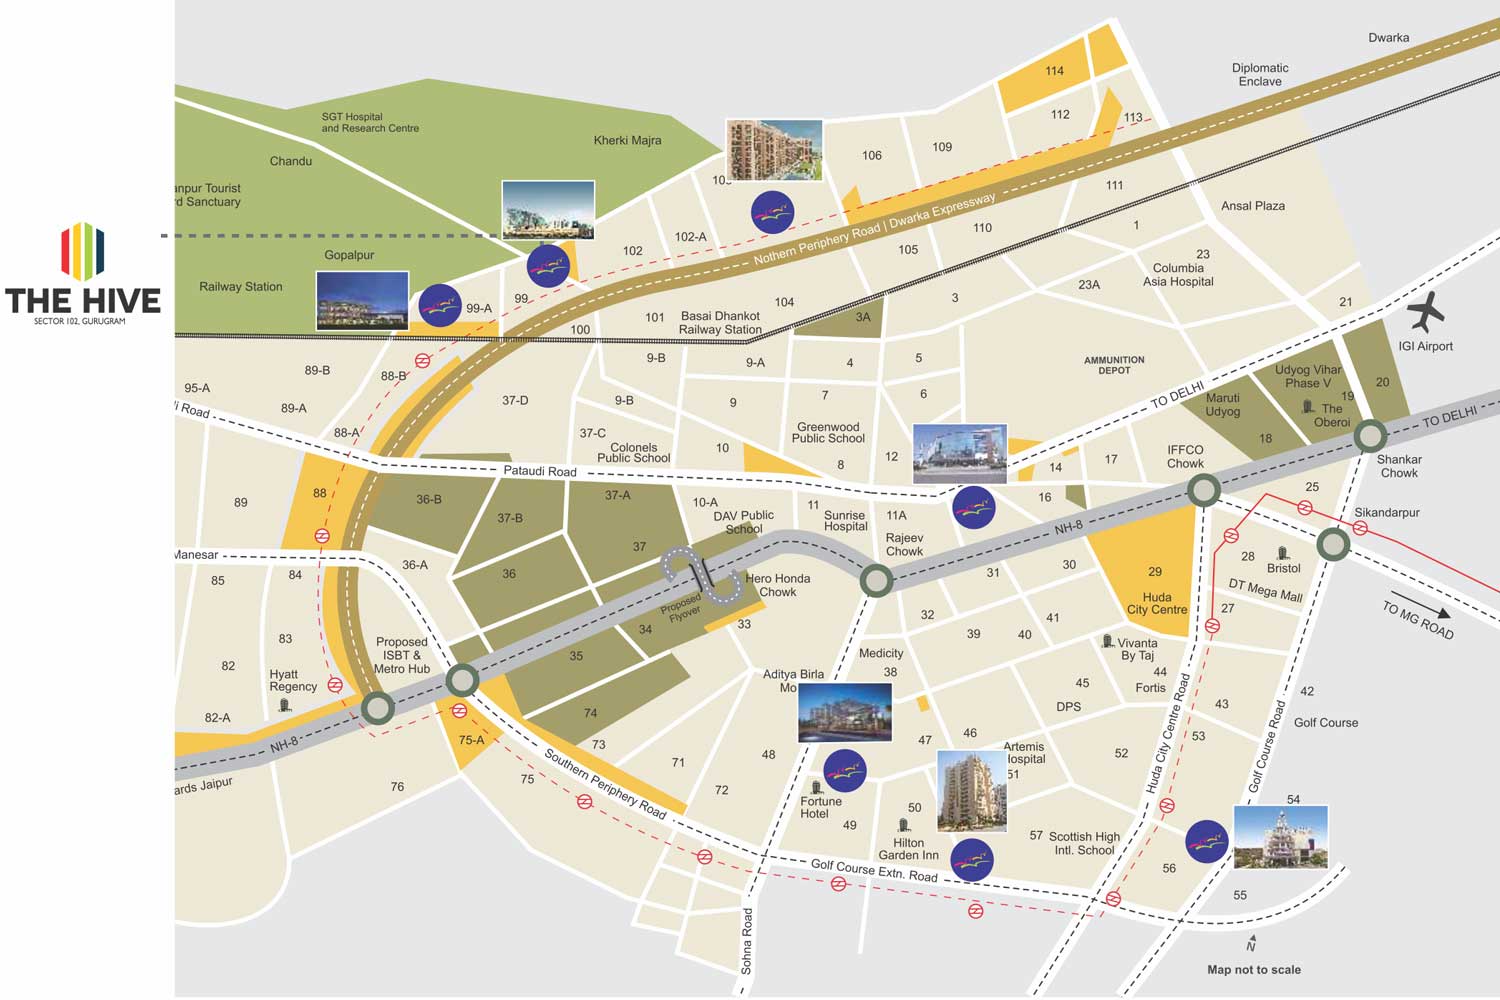 THE HIVE
SECTOR 102, GURUGRAM
Dwarka
Diplomatic
Enclave
114
112
113
SGT Hospital
and Research Centre
Kherki Majra
Chandu
106
109
111
110
105
1
Ansal Plaza
anpur Tourist
rd Sanctuary
102
102-A
Nothern Periphery Road | Dwarka Expressway
Gopalpur
Railway Station
99-A
99
100
101
104
Basai Dhankot
Railway Station
3A
3
23
Columbia
Asia Hospital
23A
21
IGI Airport
9-B
9-A
4
5
AMMUNITION
DEPOT
TO DELHI
Udyog Vihar
Phase V
19
The
Oberoi
20
Maruti
Udyog
18
TO DELHI
Shankar
Chowk
95-A
89-B
88-B
89-A
88-A
i Road
37-D
9-B
9
7
6
Greenwood
Public School
37-C
Colonels
Public School
10
8
12
14
17
IFFCO
Chowk
Pataudi Road
89
88
36-B
37-B
37-A
10-A
DAV Public
School
11
Sunrise
Hospital
11A
Rajeev
Chowk
16
NH-8
25
Sikandarpur
Manesar
85
84
36-A
36
37
Hero Honda
Chowk
Proposed
Flyover
31
30
29
Huda
City Centre
28
Bristol
DT Mega Mall
27
TO MG ROAD
83
82
Hyatt
Regency
82-A
Proposed
ISBT &
Metro Hub
35
34
33
32
39
40
41
Vivanta
By Taj
44
Fortis
Medicity
38
Aditya Birla
Mo
45
DPS
43
42
Golf Course
NH-8
ards Jaipur
75-A
76
75
74
73
71
72
48
Southern Periphery Road
47
46
Artemis
Hospital
51
52
53
Huda City Centre Road
Golf Course Road
Fortune
Hotel
49
50
Hilton
Garden Inn
57
Scottish High
Intl. School
54
56
55
Golf Course Extn. Road
Sohna Road
N
Map not to scale